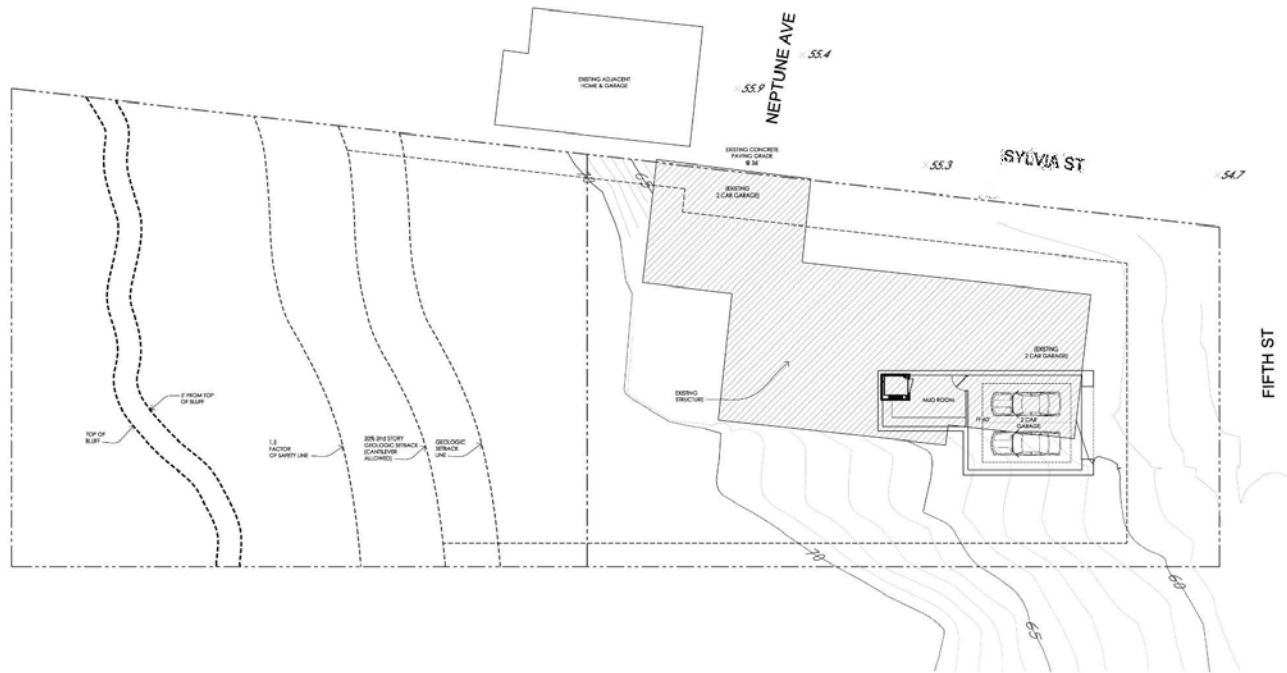 EXISTING ADJACENT
HOME & GARAGE
NEPTUNE AVE
55.4
55.9
EXISTING CONCRETE
PAVING GRADE
@ 56'
(EXISTING
2 CAR GARAGE)
55.3
SYLVIA ST
54.7
70
65
FIFTH ST
(EXISTING
2 CAR GARAGE)
EXISTING
STRUCTURE
MUD ROOM
2 CAR
GARAGE
5' FROM TOP
OF BLUFF
TOP OF
BLUFF
1.5
FACTOR
OF SAFETY LINE
20% 2nd STORY
GEOLOGIC SETBACK
(CANTILEVER
ALLOWED)
GEOLOGIC
SETBACK
LINE
70
65
60